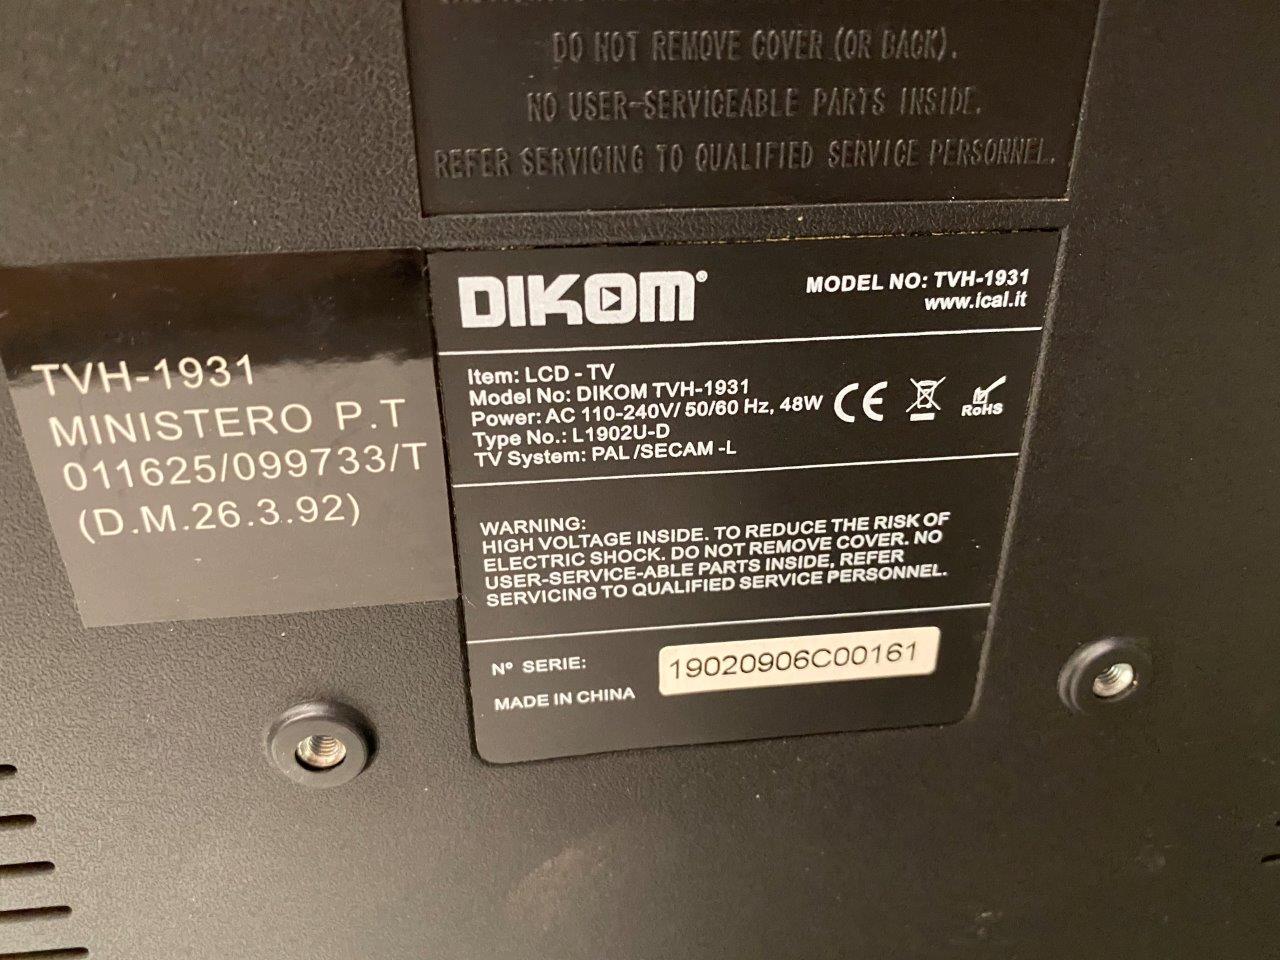 DO NOT REMOVE COVER (OR BACK).
NO USER-SERVICEABLE PARTS INSIDE.
REFER SERVICING TO QUALIFIED SERVICE PERSONNEL.
TVH-1931
MINISTERO P.T
011625/099733/T
(D.M.26.3.92)
DIKOM®
MODEL NO: TVH-1931
www.ical.it
Item: LCD - TV
Model No: DIKOM TVH-1931
Power: AC 110-240V/ 50/60 Hz, 48W
Type No.: L1902U-D
TV System: PAL /SECAM -L
CE
RoHS
WARNING:
HIGH VOLTAGE INSIDE. TO REDUCE THE RISK OF
ELECTRIC SHOCK. DO NOT REMOVE COVER. NO
USER-SERVICE-ABLE PARTS INSIDE, REFER
SERVICING TO QUALIFIED SERVICE PERSONNEL.
Nº SERIE:
19020906C00161
MADE IN CHINA